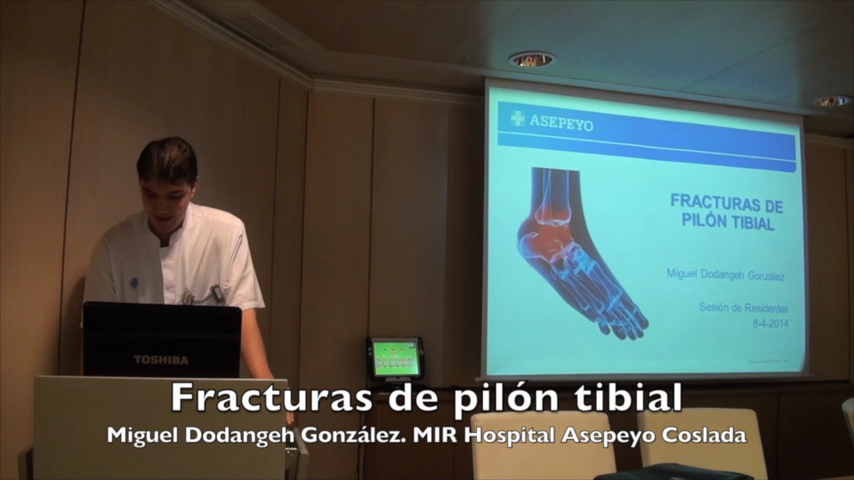 ASEPEYO
FRACTURAS DE
PILÓN TIBIAL
Miguel Dodangeh González
Sesión de Residentes
8-4-2014
TOSHIBA
Fracturas de pilón tibial
Miguel Dodangeh González. MIR Hospital Asepeyo Coslada